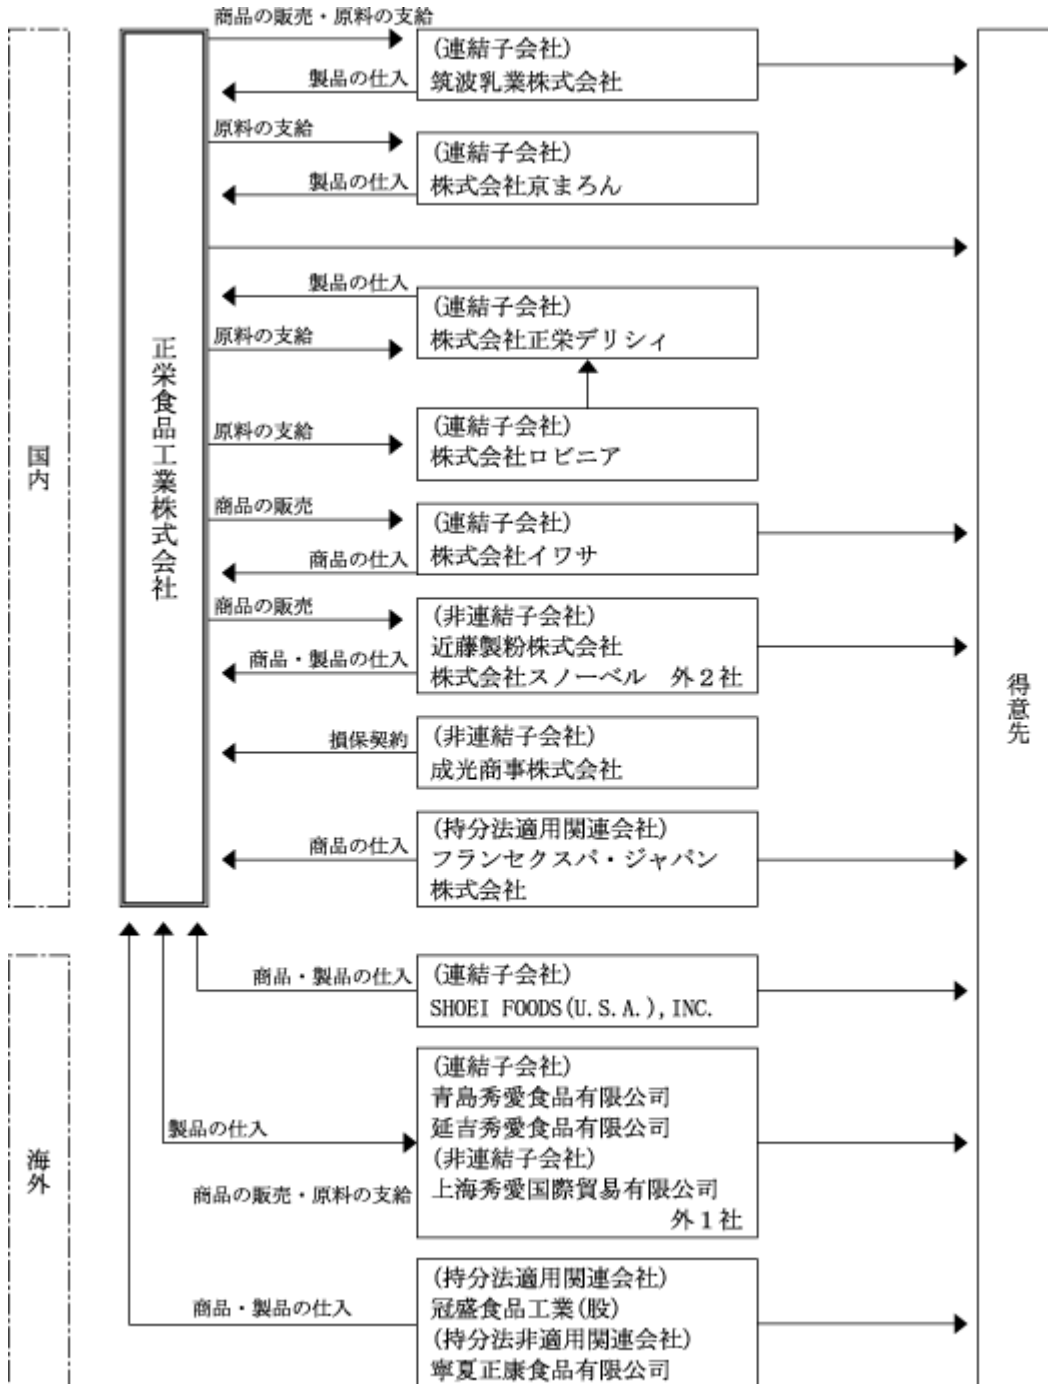 商品の販売・原料の支給
(連結子会社)
筑波乳業株式会社
製品の仕入
原料の支給
(連結子会社)
株式会社京まろん
製品の仕入
製品の仕入
(連結子会社)
株式会社正栄デリシィ
原料の支給
正栄食品工業株式会社
国内
原料の支給
(連結子会社)
株式会社ロビニア
商品の販売
(連結子会社)
株式会社イワサ
商品の仕入
商品の販売
(非連結子会社)
近藤製粉株式会社
株式会社スノーベル 外2社
商品・製品の仕入
得意先
損保契約
(非連結子会社)
成光商事株式会社
商品の仕入
(持分法適用関連会社)
フランセクスパ・ジャパン
株式会社
商品・製品の仕入
(連結子会社)
SHOEI FOODS(U.S.A.),INC.
海外
製品の仕入
商品の販売・原料の支給
(連結子会社)
青島秀愛食品有限公司
延吉秀愛食品有限公司
(非連結子会社)
上海秀愛国際貿易有限公司
外1社
商品・製品の仕入
(持分法適用関連会社)
冠盛食品工業(股)
(持分法非適用関連会社)
寧夏正康食品有限公司